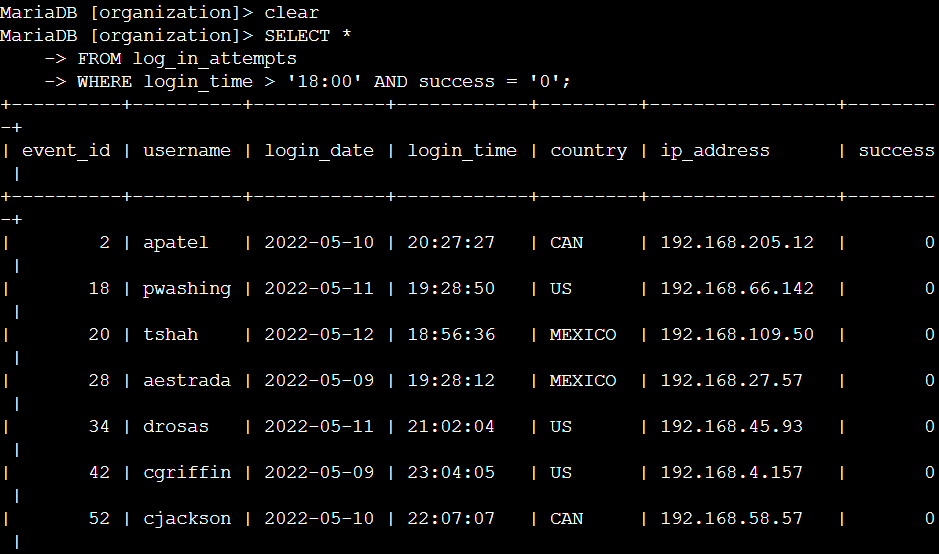 MariaDB [organization]> clear
MariaDB [organization]> SELECT *
    -> FROM log_in_attempts
    -> WHERE login_time > '18:00' AND success = '0';
+----------+----------+------------+------------+---------+-----------------+--------
-+
| event_id | username | login_date | login_time | country | ip_address      | success
 |
+----------+----------+------------+------------+---------+-----------------+--------
-+
|        2 | apatel   | 2022-05-10 | 20:27:27   | CAN     | 192.168.205.12  |       0
 |
|       18 | pwashing | 2022-05-11 | 19:28:50   | US      | 192.168.66.142  |       0
 |
|       20 | tshah    | 2022-05-12 | 18:56:36   | MEXICO  | 192.168.109.50  |       0
 |
|       28 | aestrada | 2022-05-09 | 19:28:12   | MEXICO  | 192.168.27.57   |       0
 |
|       34 | drosas   | 2022-05-11 | 21:02:04   | US      | 192.168.45.93   |       0
 |
|       42 | cgriffin | 2022-05-09 | 23:04:05   | US      | 192.168.4.157   |       0
 |
|       52 | cjackson | 2022-05-10 | 22:07:07   | CAN     | 192.168.58.57   |       0
 |